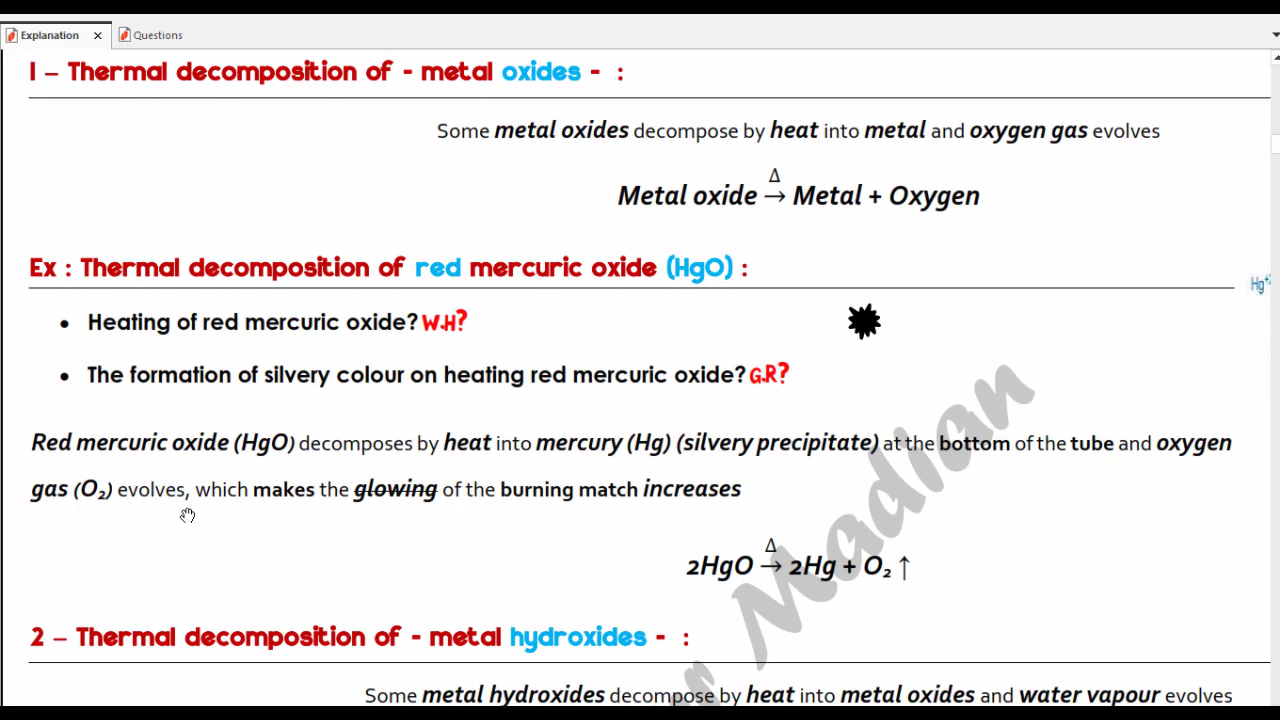 Explanation
Questions
1 – Thermal decomposition of - metal oxides - :
Some metal oxides decompose by heat into metal and oxygen gas evolves
Δ
Metal oxide → Metal + Oxygen
Ex : Thermal decomposition of red mercuric oxide (HgO) :
Hg⁺²
• Heating of red mercuric oxide? W.H?
• The formation of silvery colour on heating red mercuric oxide? G.R?
Red mercuric oxide (HgO) decomposes by heat into mercury (Hg) (silvery precipitate) at the bottom of the tube and oxygen
gas (O₂) evolves, which makes the glowing of the burning match increases
Δ
2HgO → 2Hg + O₂ ↑
2 – Thermal decomposition of - metal hydroxides - :
Some metal hydroxides decompose by heat into metal oxides and water vapour evolves
Madian